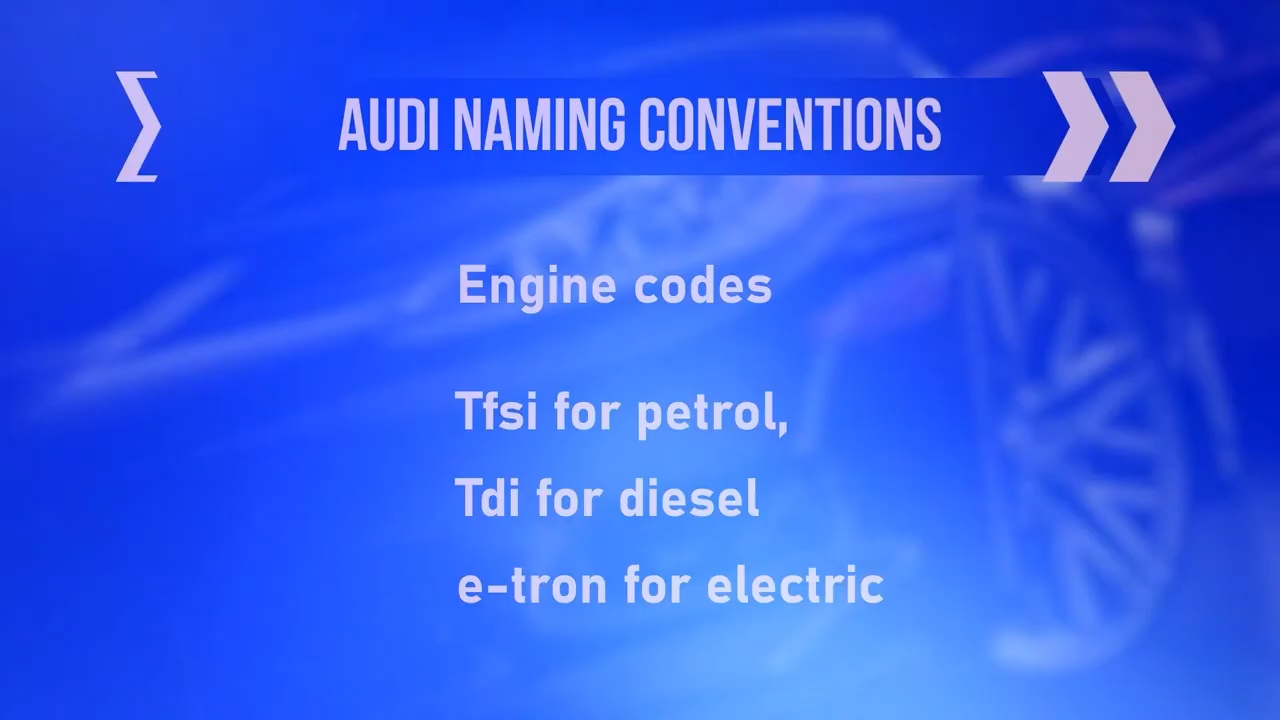 AUDI NAMING CONVENTIONS
Engine codes
Tfsi for petrol,
Tdi for diesel
e-tron for electric